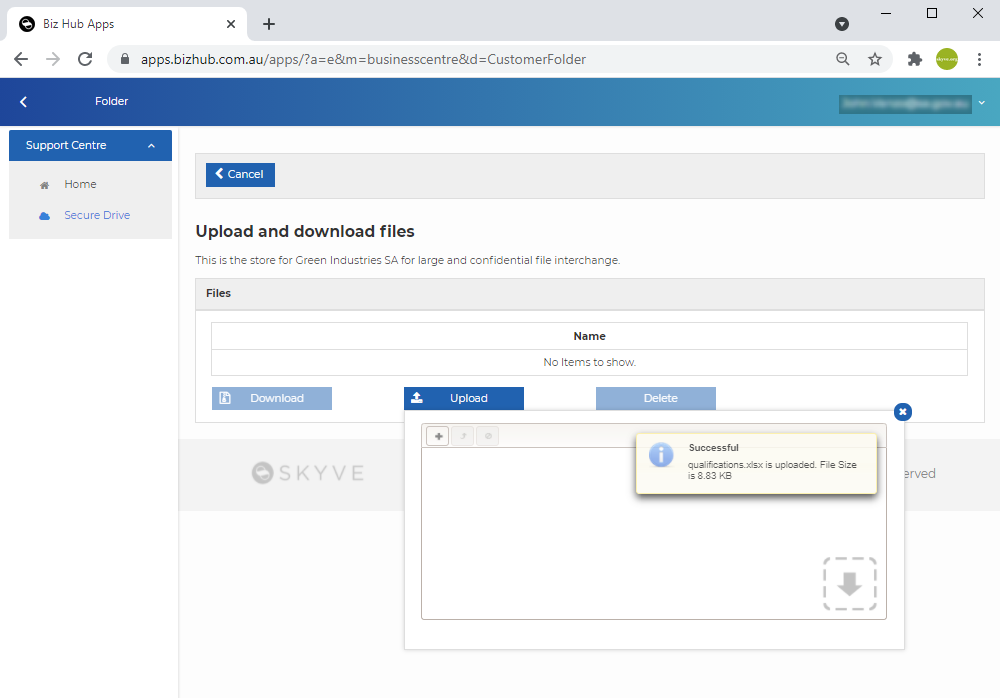 Biz Hub Apps
apps.bizhub.com.au/apps/?a=e&m=businesscentre&d=CustomerFolder
skyve.org
Folder
Support Centre
Home
Secure Drive
Cancel
Upload and download files
This is the store for Green Industries SA for large and confidential file interchange.
Files
Name
No Items to show.
Download
Upload
Delete
Successful
qualifications.xlsx is uploaded. File Size
is 8.83 KB
SKYVE
erved